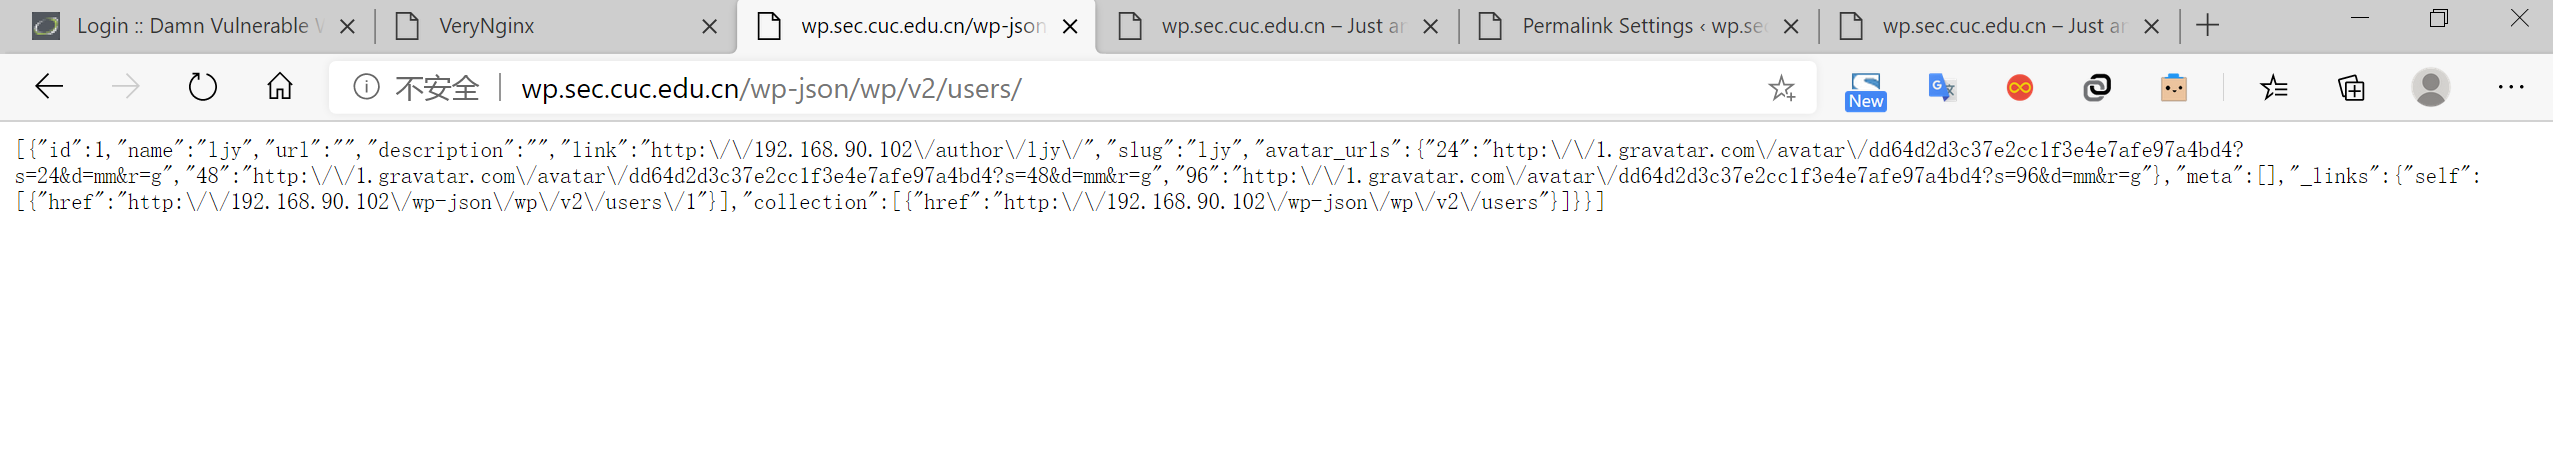 Login :: Damn Vulnerable W
VeryNginx
wp.sec.cuc.edu.cn/wp-json
wp.sec.cuc.edu.cn – Just an
Permalink Settings ‹ wp.sec
wp.sec.cuc.edu.cn – Just an
不安全 wp.sec.cuc.edu.cn/wp-json/wp/v2/users/
New
[{"id":1,"name":"ljy","url":"","description":"","link":"http:\/\/192.168.90.102\/author\/ljy\/","slug":"ljy","avatar_urls":{"24":"http:\/\/1.gravatar.com\/avatar\/dd64d2d3c37e2cc1f3e4e7afe97a4bd4?
s=24&d=mm&r=g","48":"http:\/\/1.gravatar.com\/avatar\/dd64d2d3c37e2cc1f3e4e7afe97a4bd4?s=48&d=mm&r=g","96":"http:\/\/1.gravatar.com\/avatar\/dd64d2d3c37e2cc1f3e4e7afe97a4bd4?s=96&d=mm&r=g"},"meta":[],"_links":{"self":
[{"href":"http:\/\/192.168.90.102\/wp-json\/wp\/v2\/users\/1"}],"collection":[{"href":"http:\/\/192.168.90.102\/wp-json\/wp\/v2\/users"}]}}]